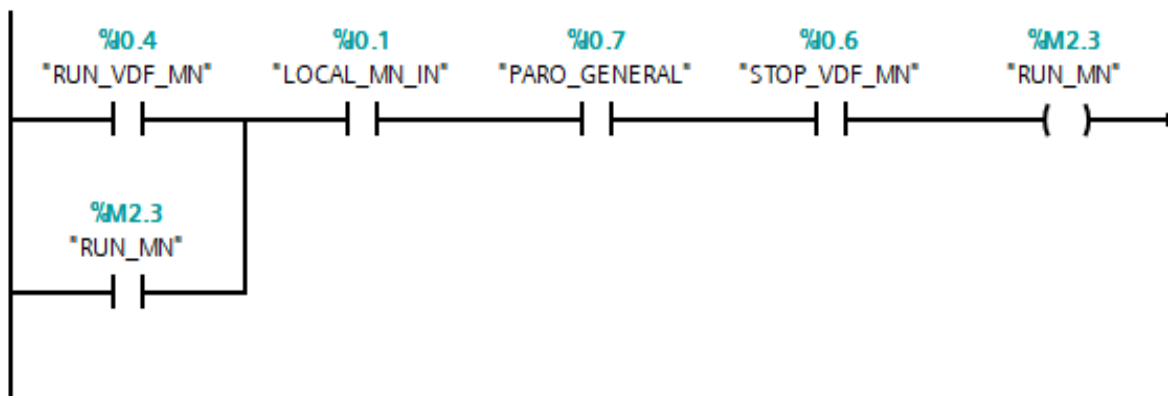 %I0.4 %I0.1 %I0.7 %I0.6 %M2.3
"RUN_VDF_MN" "LOCAL_MN_IN" "PARO_GENERAL" "STOP_VDF_MN" "RUN_MN"
%M2.3
"RUN_MN"